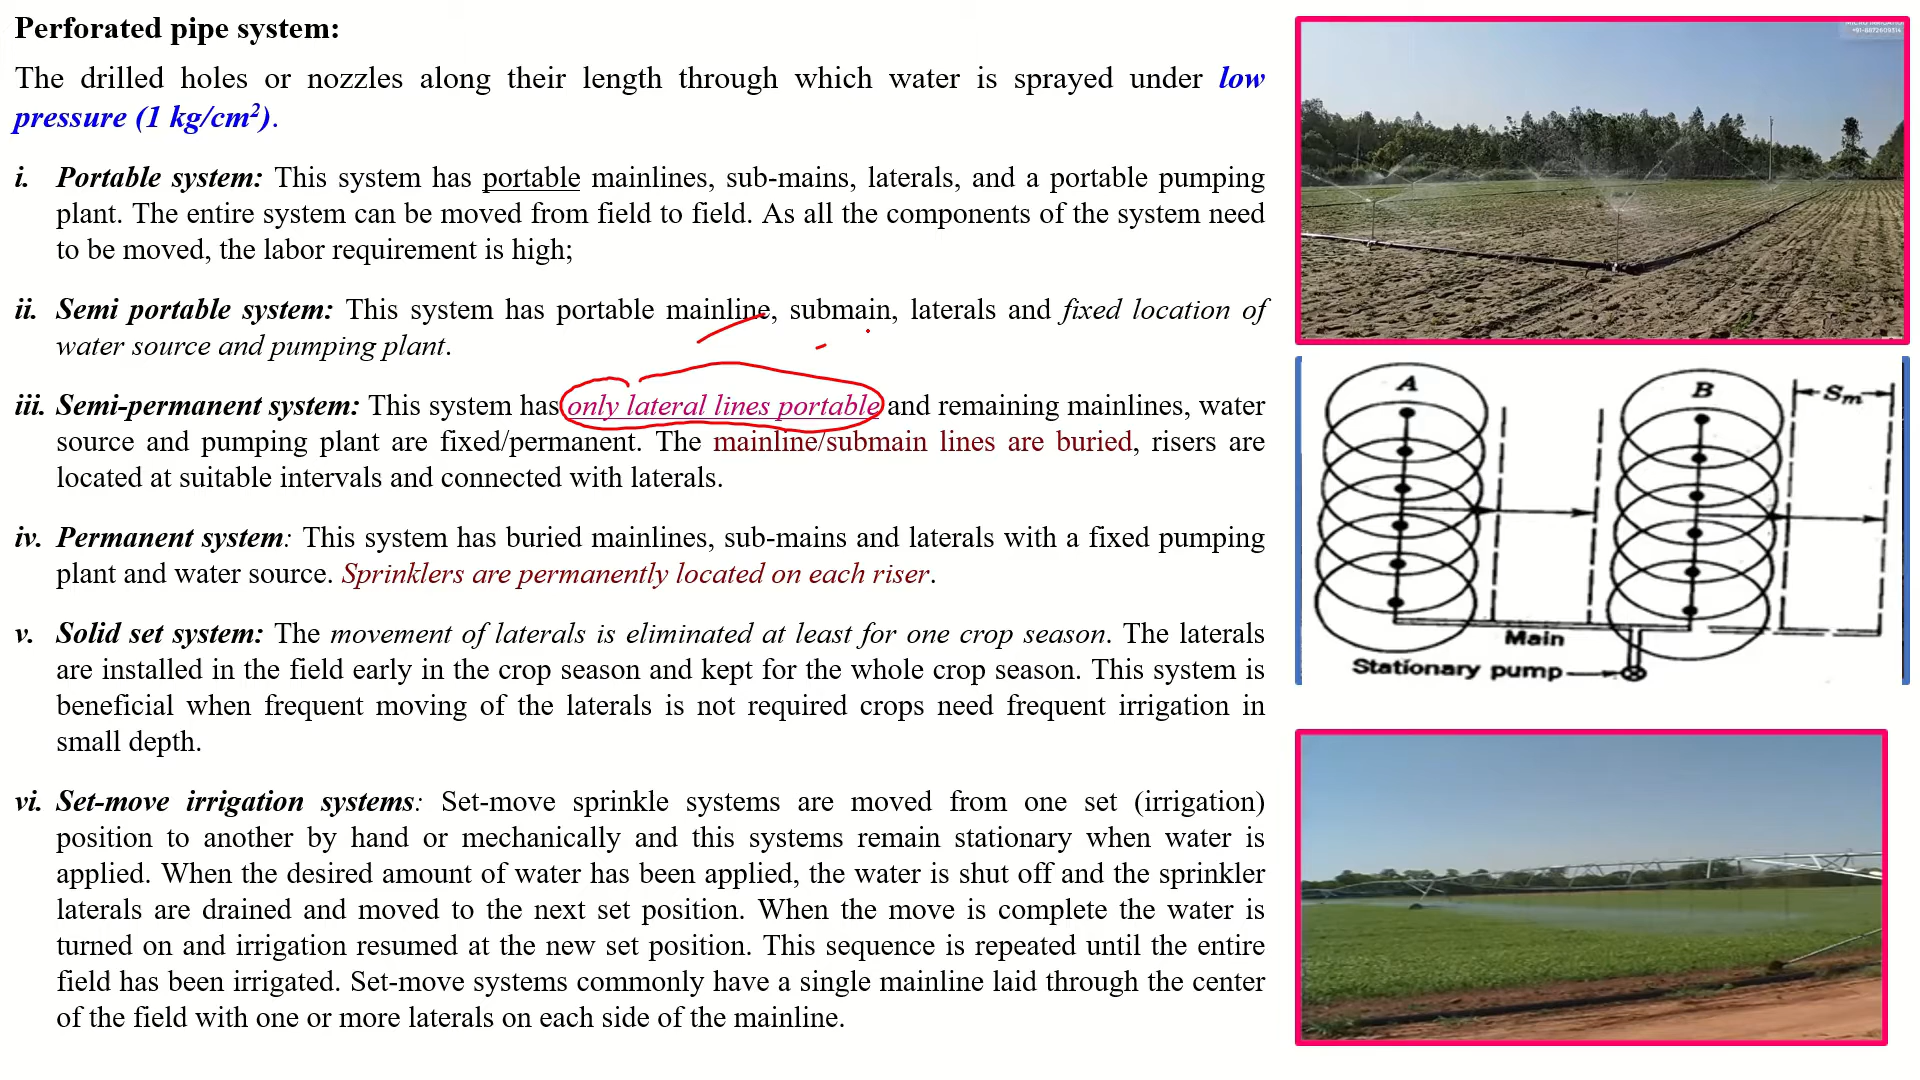 Perforated pipe system:
The drilled holes or nozzles along their length through which water is sprayed under low
pressure (1 kg/cm²).
i. Portable system: This system has portable mainlines, sub-mains, laterals, and a portable pumping
plant. The entire system can be moved from field to field. As all the components of the system need
to be moved, the labor requirement is high;
ii. Semi portable system: This system has portable mainline, submain, laterals and fixed location of
water source and pumping plant.
iii. Semi-permanent system: This system has only lateral lines portable and remaining mainlines, water
source and pumping plant are fixed/permanent. The mainline/submain lines are buried, risers are
located at suitable intervals and connected with laterals.
iv. Permanent system: This system has buried mainlines, sub-mains and laterals with a fixed pumping
plant and water source. Sprinklers are permanently located on each riser.
v. Solid set system: The movement of laterals is eliminated at least for one crop season. The laterals
are installed in the field early in the crop season and kept for the whole crop season. This system is
beneficial when frequent moving of the laterals is not required crops need frequent irrigation in
small depth.
vi. Set-move irrigation systems: Set-move sprinkle systems are moved from one set (irrigation)
position to another by hand or mechanically and this systems remain stationary when water is
applied. When the desired amount of water has been applied, the water is shut off and the sprinkler
laterals are drained and moved to the next set position. When the move is complete the water is
turned on and irrigation resumed at the new set position. This sequence is repeated until the entire
field has been irrigated. Set-move systems commonly have a single mainline laid through the center
of the field with one or more laterals on each side of the mainline.
A
B
Sm
Main
Stationary pump